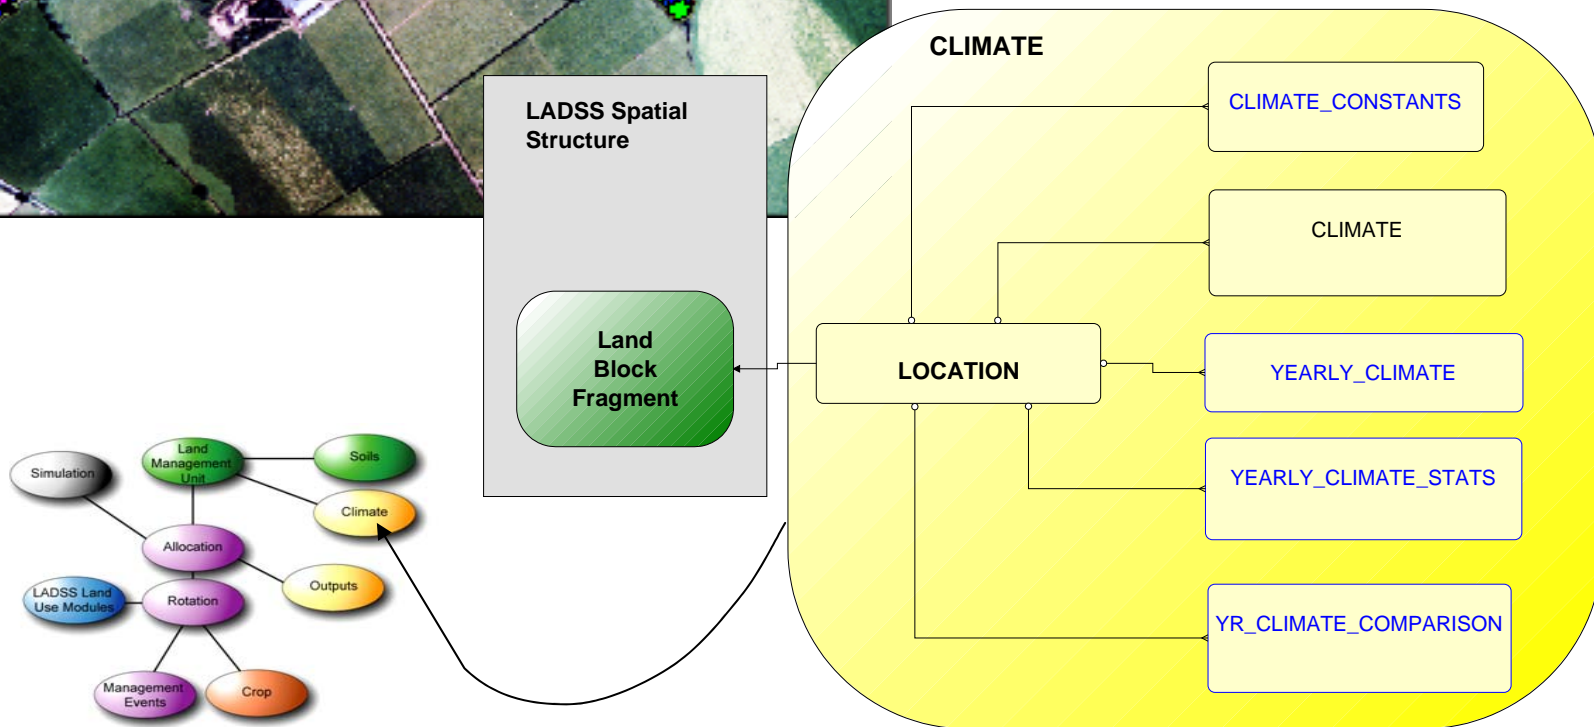 CLIMATE
LADSS Spatial
Structure
CLIMATE_CONSTANTS
CLIMATE
Land
Block
Fragment
LOCATION
YEARLY_CLIMATE
YEARLY_CLIMATE_STATS
YR_CLIMATE_COMPARISON
Land
Management
Unit
Soils
Simulation
Climate
Allocation
Outputs
LADSS Land
Use Modules
Rotation
Management
Events
Crop